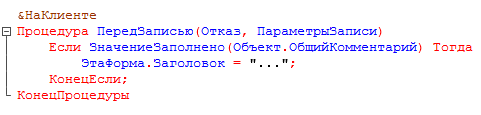 &НаКлиенте
Процедура ПередЗаписью(Отказ, ПараметрыЗаписи)
Если ЗначениеЗаполнено(Объект.ОбщийКомментарий) Тогда
Этаформа.Заголовок = "...";
КонецЕсли;
КонецПроцедуры